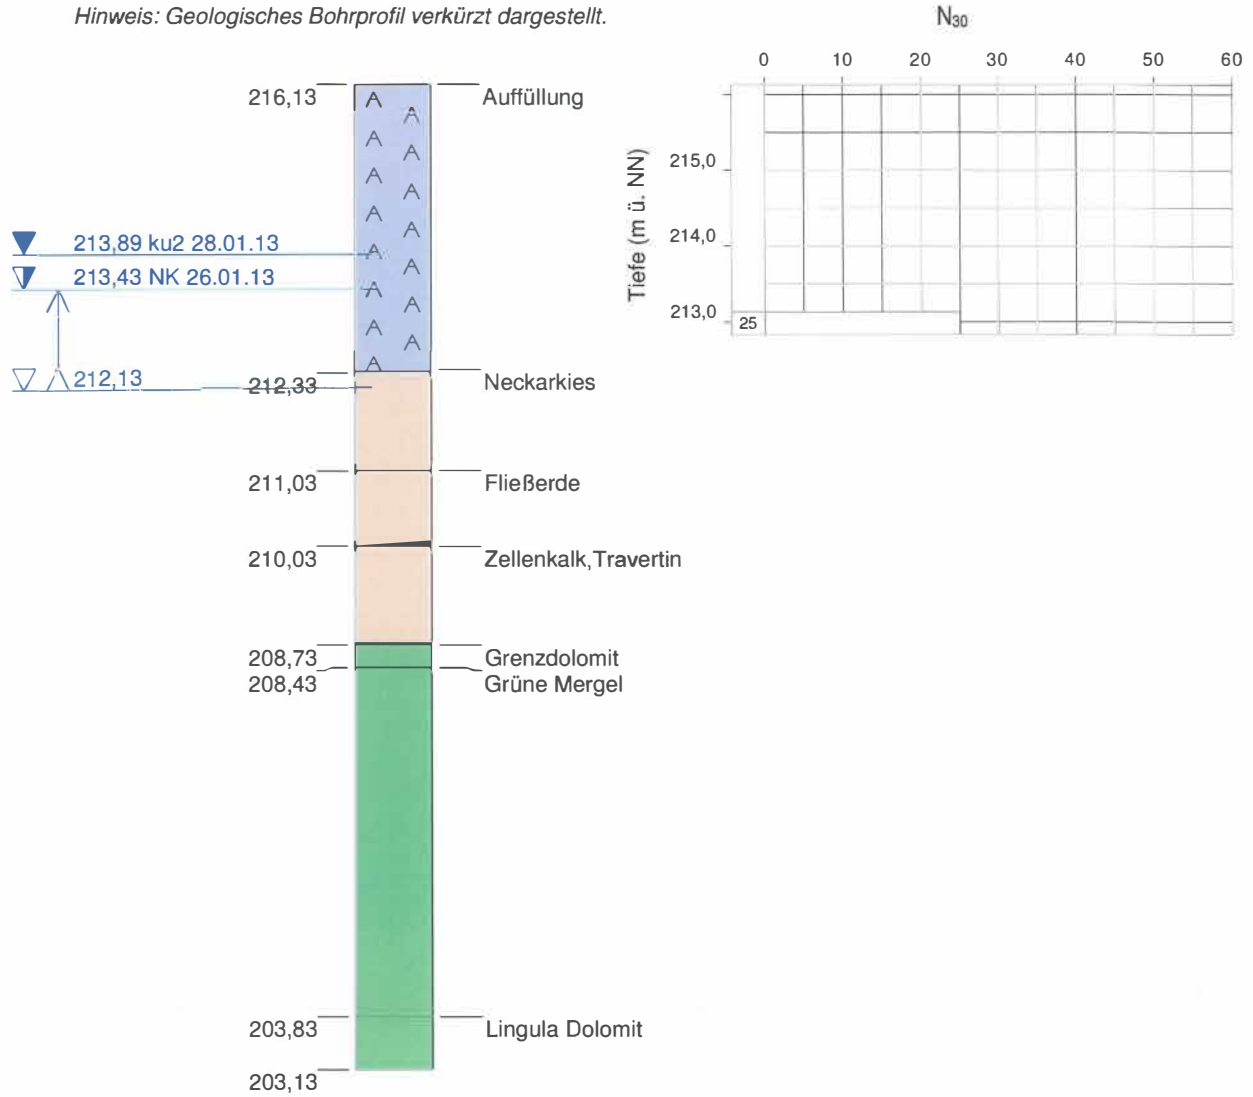 Hinweis: Geologisches Bohrprofil verkürzt dargestellt.
N30
0 10 20 30 40 50 60
216,13 Auffüllung
Tiefe (m ü. NN)
215,0
214,0
213,0
25
213,89 ku2 28.01.13
213,43 NK 26.01.13
212,13
212,33 Neckarkies
211,03 Fließerde
210,03 Zellenkalk,Travertin
208,73 Grenzdolomit
208,43 Grüne Mergel
203,83 Lingula Dolomit
203,13
A A A A A A A A A A A A A A A